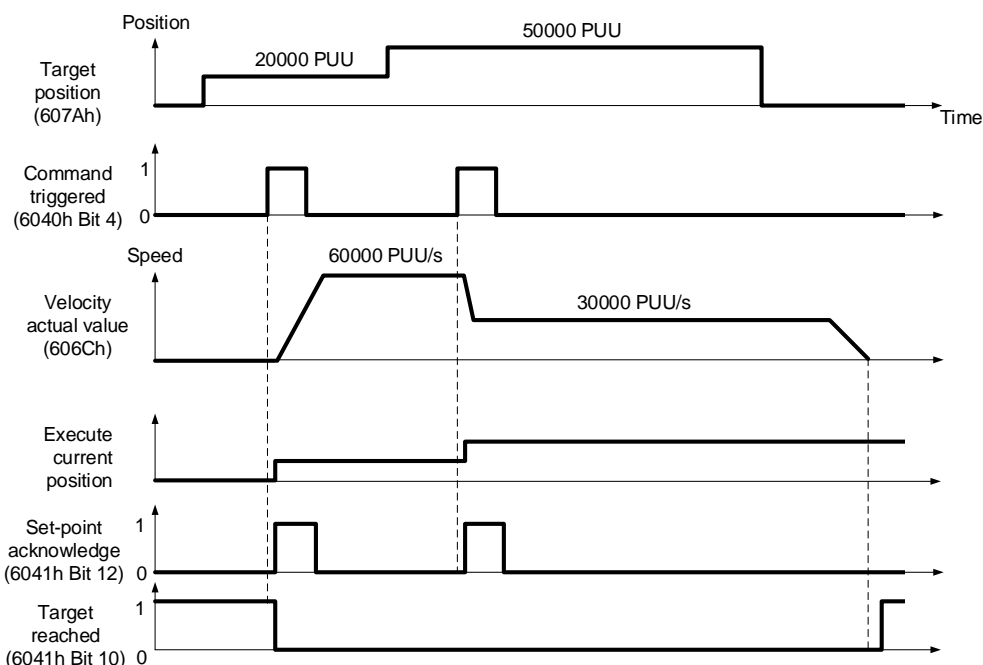 Position
50000 PUU
20000 PUU
Target
position
(607Ah)
Time
1
Command
triggered
(6040h Bit 4)
0
Speed
60000 PUU/s
30000 PUU/s
Velocity
actual value
(606Ch)
Execute
current
position
1
Set-point
acknowledge
(6041h Bit 12)
0
1
Target
reached
(6041h Bit 10)
0